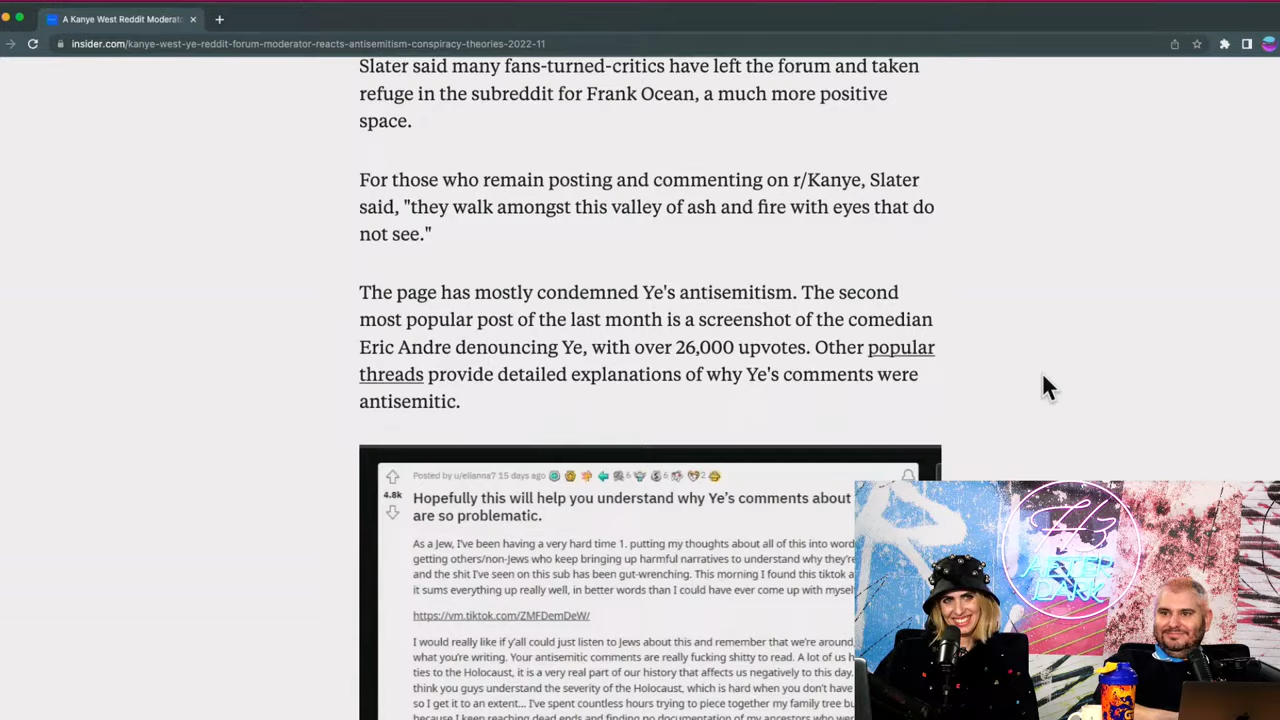 A Kanye West Reddit Moderato
insider.com/kanye-west-ye-reddit-forum-moderator-reacts-antisemitism-conspiracy-theories-2022-11
Slater said many fans-turned-critics have left the forum and taken
refuge in the subreddit for Frank Ocean, a much more positive
space.
For those who remain posting and commenting on r/Kanye, Slater
said, "they walk amongst this valley of ash and fire with eyes that do
not see."
The page has mostly condemned Ye's antisemitism. The second
most popular post of the last month is a screenshot of the comedian
Eric Andre denouncing Ye, with over 26,000 upvotes. Other popular
threads provide detailed explanations of why Ye's comments were
antisemitic.
Posted by u/elianna7 15 days ago 6 6 2
4.8k
Hopefully this will help you understand why Ye's comments about
are so problematic.
As a Jew, I've been having a very hard time 1. putting my thoughts about all of this into word
getting others/non-Jews who keep bringing up harmful narratives to understand why they're
and the shit I've seen on this sub has been gut-wrenching. This morning I found this tiktok a
it sums everything up really well, in better words than I could have ever come up with mysel
https://vm.tiktok.com/ZMFDemDeW/
I would really like if y'all could just listen to Jews about this and remember that we're around,
what you're writing. Your antisemitic comments are really fucking shitty to read. A lot of us h
ties to the Holocaust, it is a very real part of our history that affects us negatively to this day.
think you guys understand the severity of the Holocaust, which is hard when you don't have
so I get it to an extent... I've spent countless hours trying to piece together my family tree bu
because I keep reaching dead ends and finding no documentation of my ancestors who were
H3
AFTER
DARK